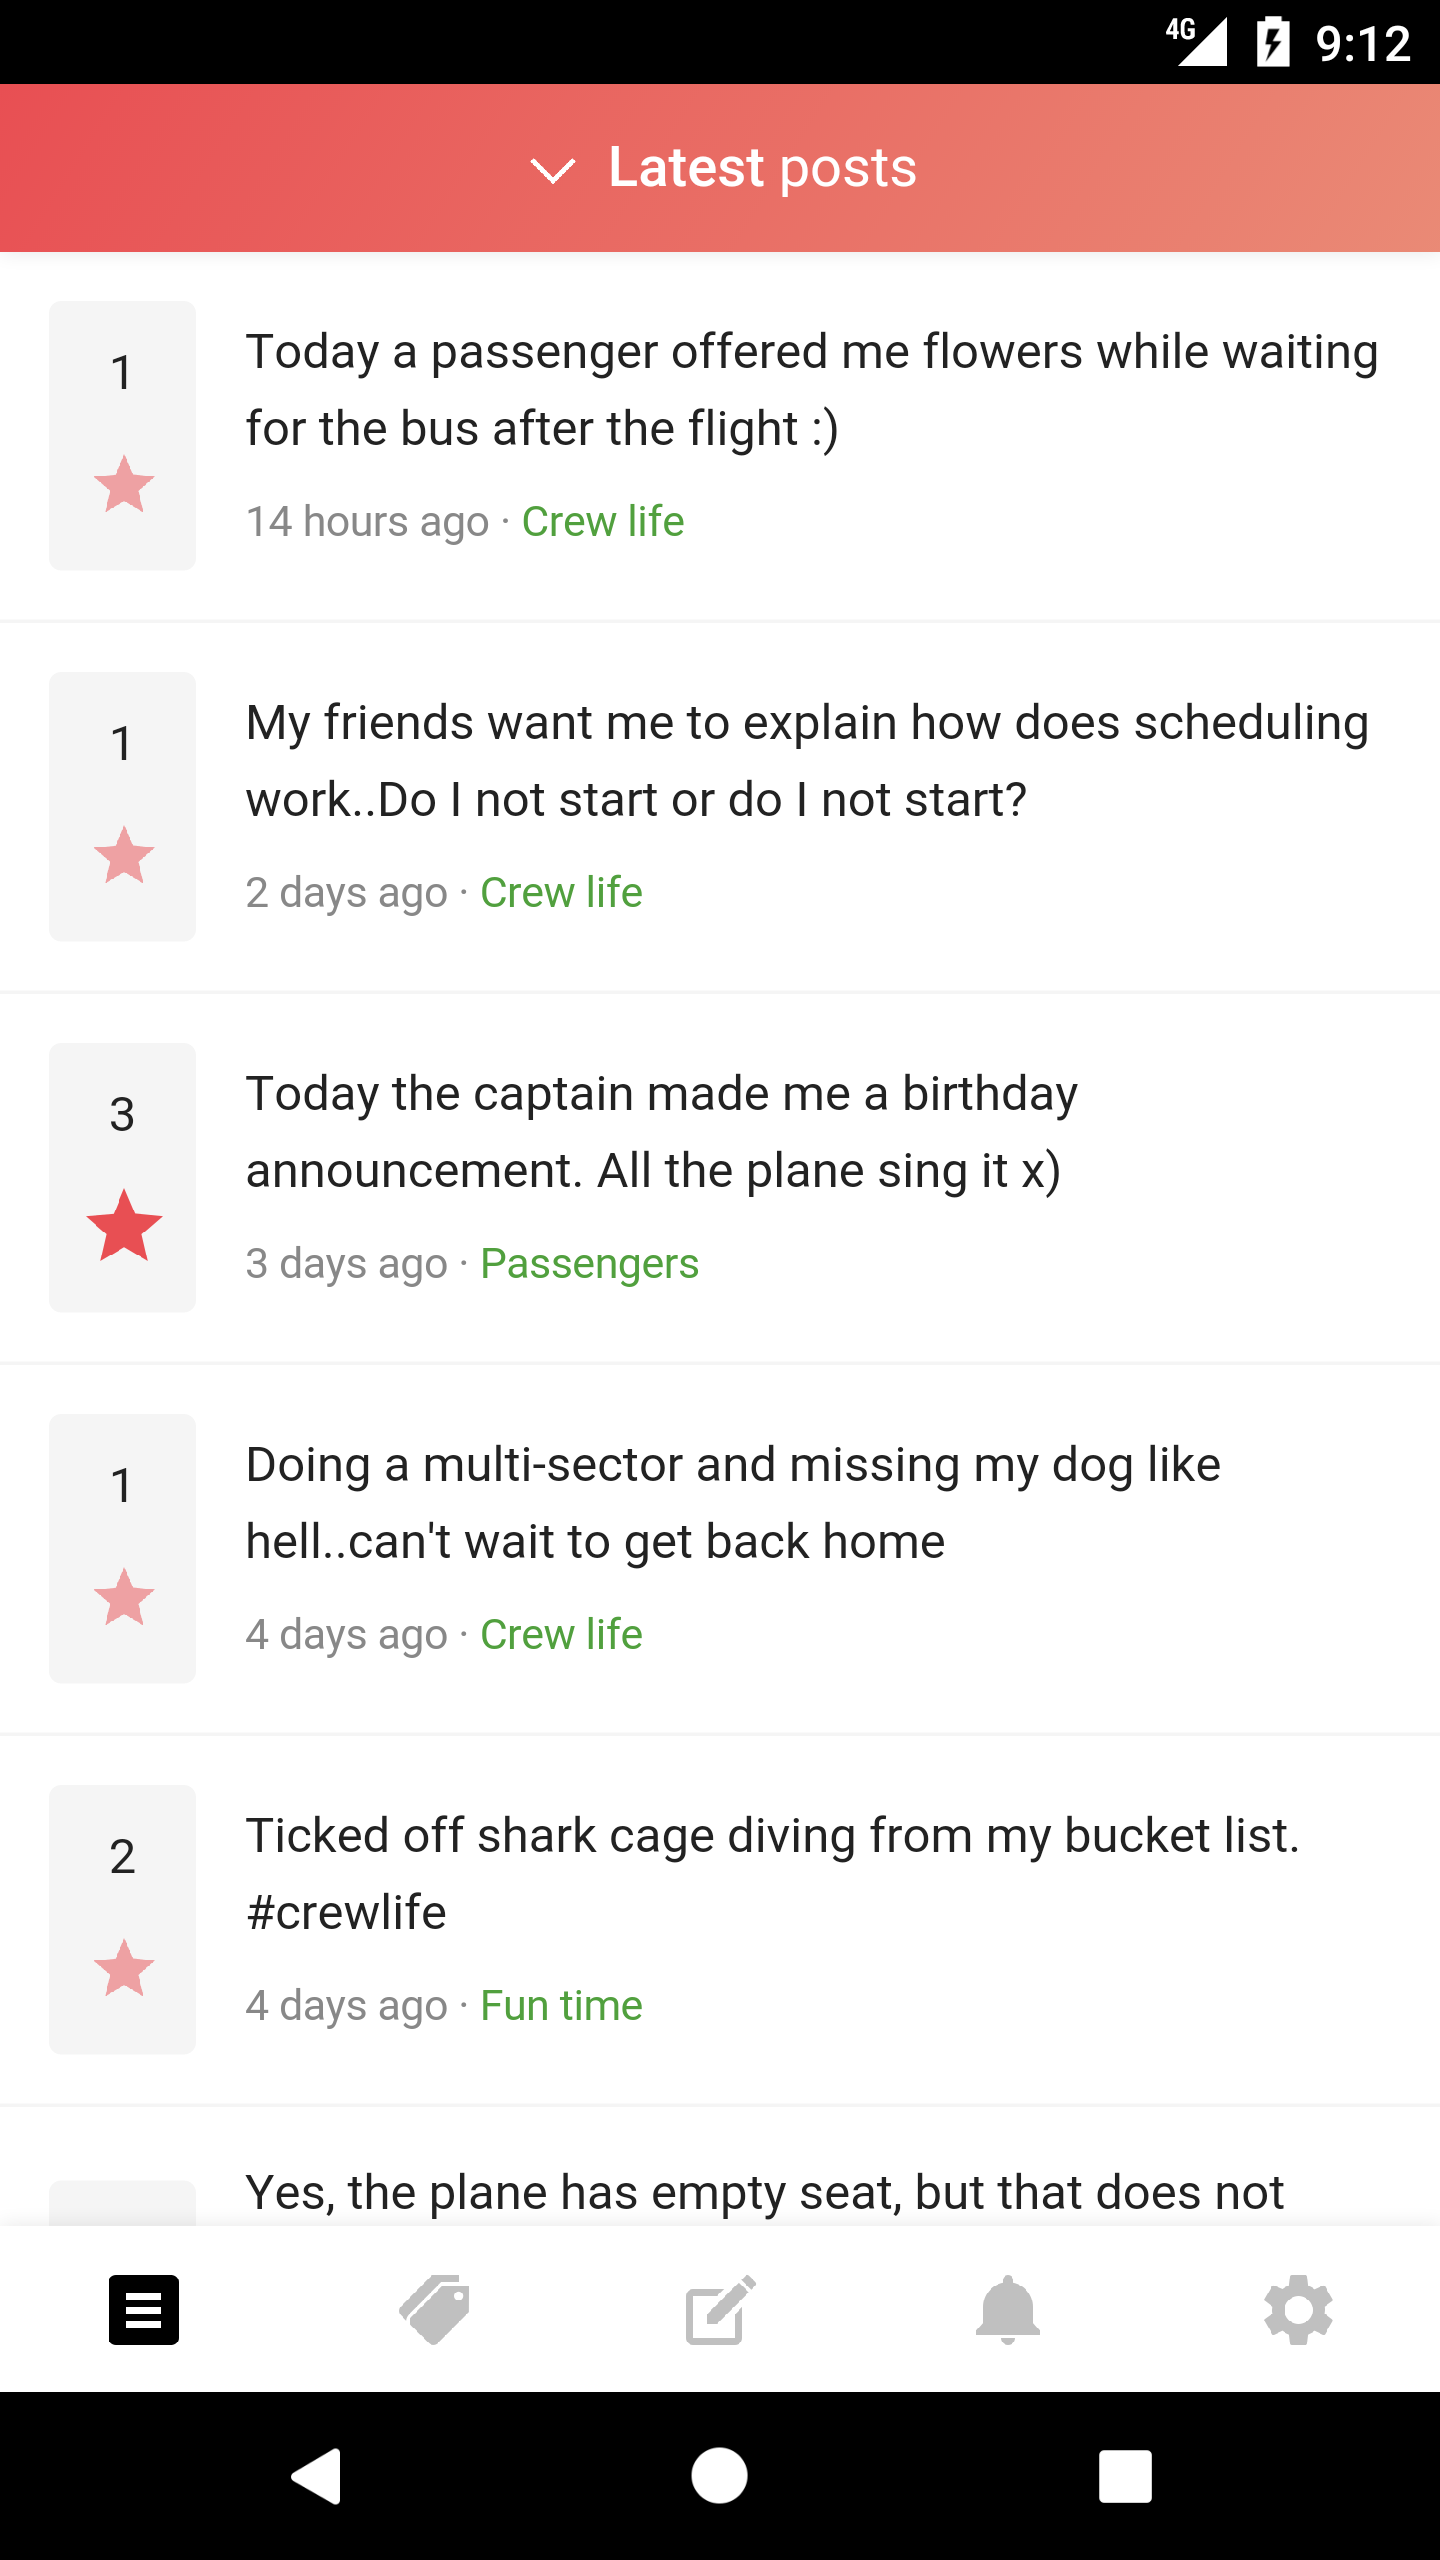 4G 9:12
Latest posts
1
Today a passenger offered me flowers while waiting
for the bus after the flight :)
14 hours ago · Crew life
1
My friends want me to explain how does scheduling
work..Do I not start or do I not start?
2 days ago · Crew life
3
Today the captain made me a birthday
announcement. All the plane sing it x)
3 days ago · Passengers
1
Doing a multi-sector and missing my dog like
hell..can't wait to get back home
4 days ago · Crew life
2
Ticked off shark cage diving from my bucket list.
#crewlife
4 days ago · Fun time
Yes, the plane has empty seat, but that does not